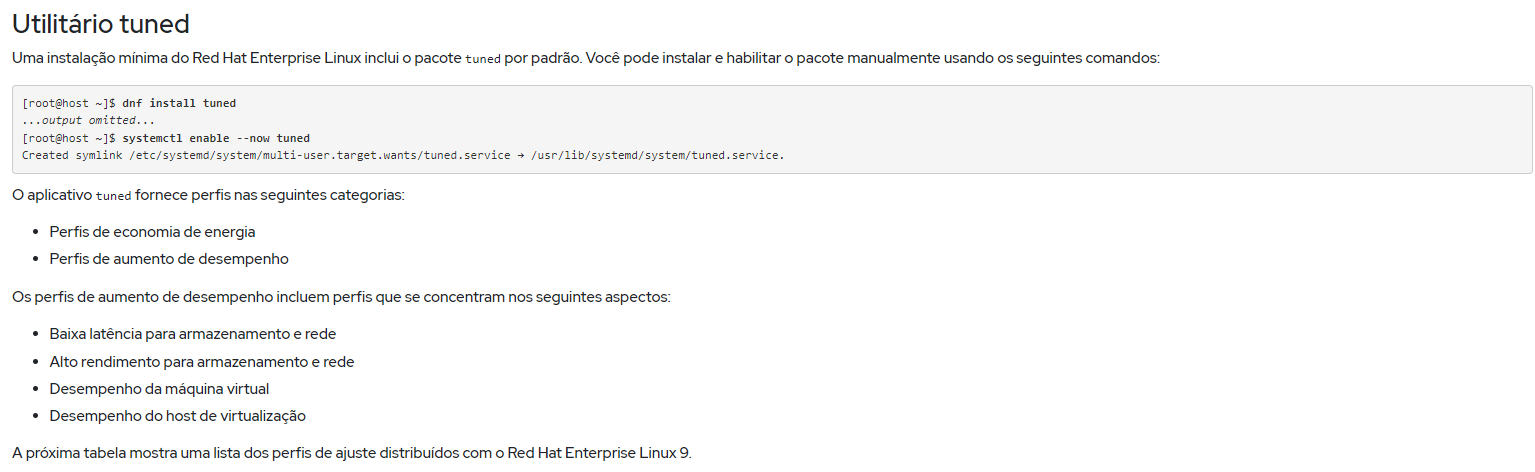 Utilitário tuned
Uma instalação mínima do Red Hat Enterprise Linux inclui o pacote tuned por padrão. Você pode instalar e habilitar o pacote manualmente usando os seguintes comandos:
[root@host ~]$ dnf install tuned
...output omitted...
[root@host ~]$ systemctl enable --now tuned
Created symlink /etc/systemd/system/multi-user.target.wants/tuned.service → /usr/lib/systemd/system/tuned.service.
O aplicativo tuned fornece perfis nas seguintes categorias:
• Perfis de economia de energia
• Perfis de aumento de desempenho
Os perfis de aumento de desempenho incluem perfis que se concentram nos seguintes aspectos:
• Baixa latência para armazenamento e rede
• Alto rendimento para armazenamento e rede
• Desempenho da máquina virtual
• Desempenho do host de virtualização
A próxima tabela mostra uma lista dos perfis de ajuste distribuídos com o Red Hat Enterprise Linux 9.